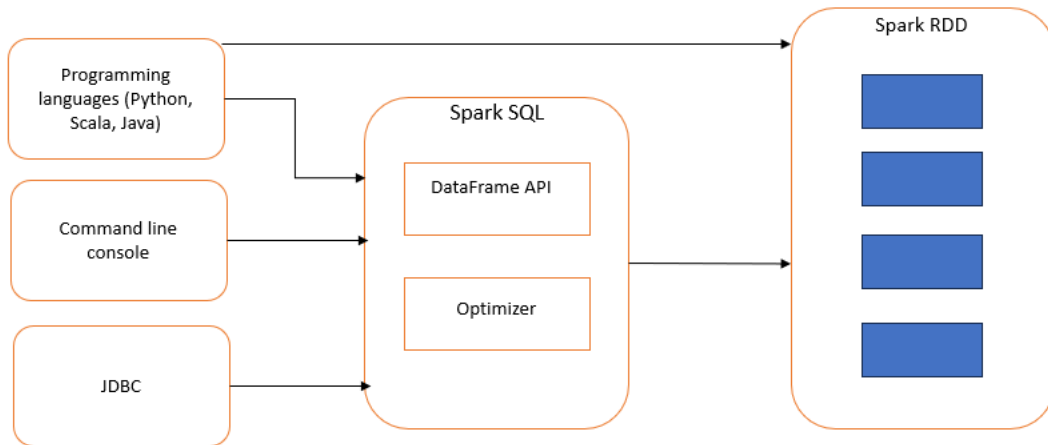 Spark RDD
Programming
languages (Python,
Scala, Java)
Spark SQL
DataFrame API
Command line
console
Optimizer
JDBC